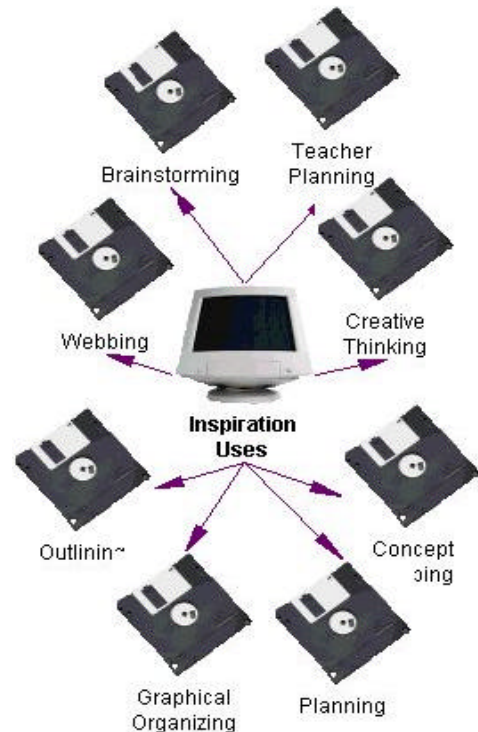 Brainstorming
Teacher
Planning
Webbing
Creative
Thinking
Inspiration
Uses
Concept
Graphical
Organizing
Planning